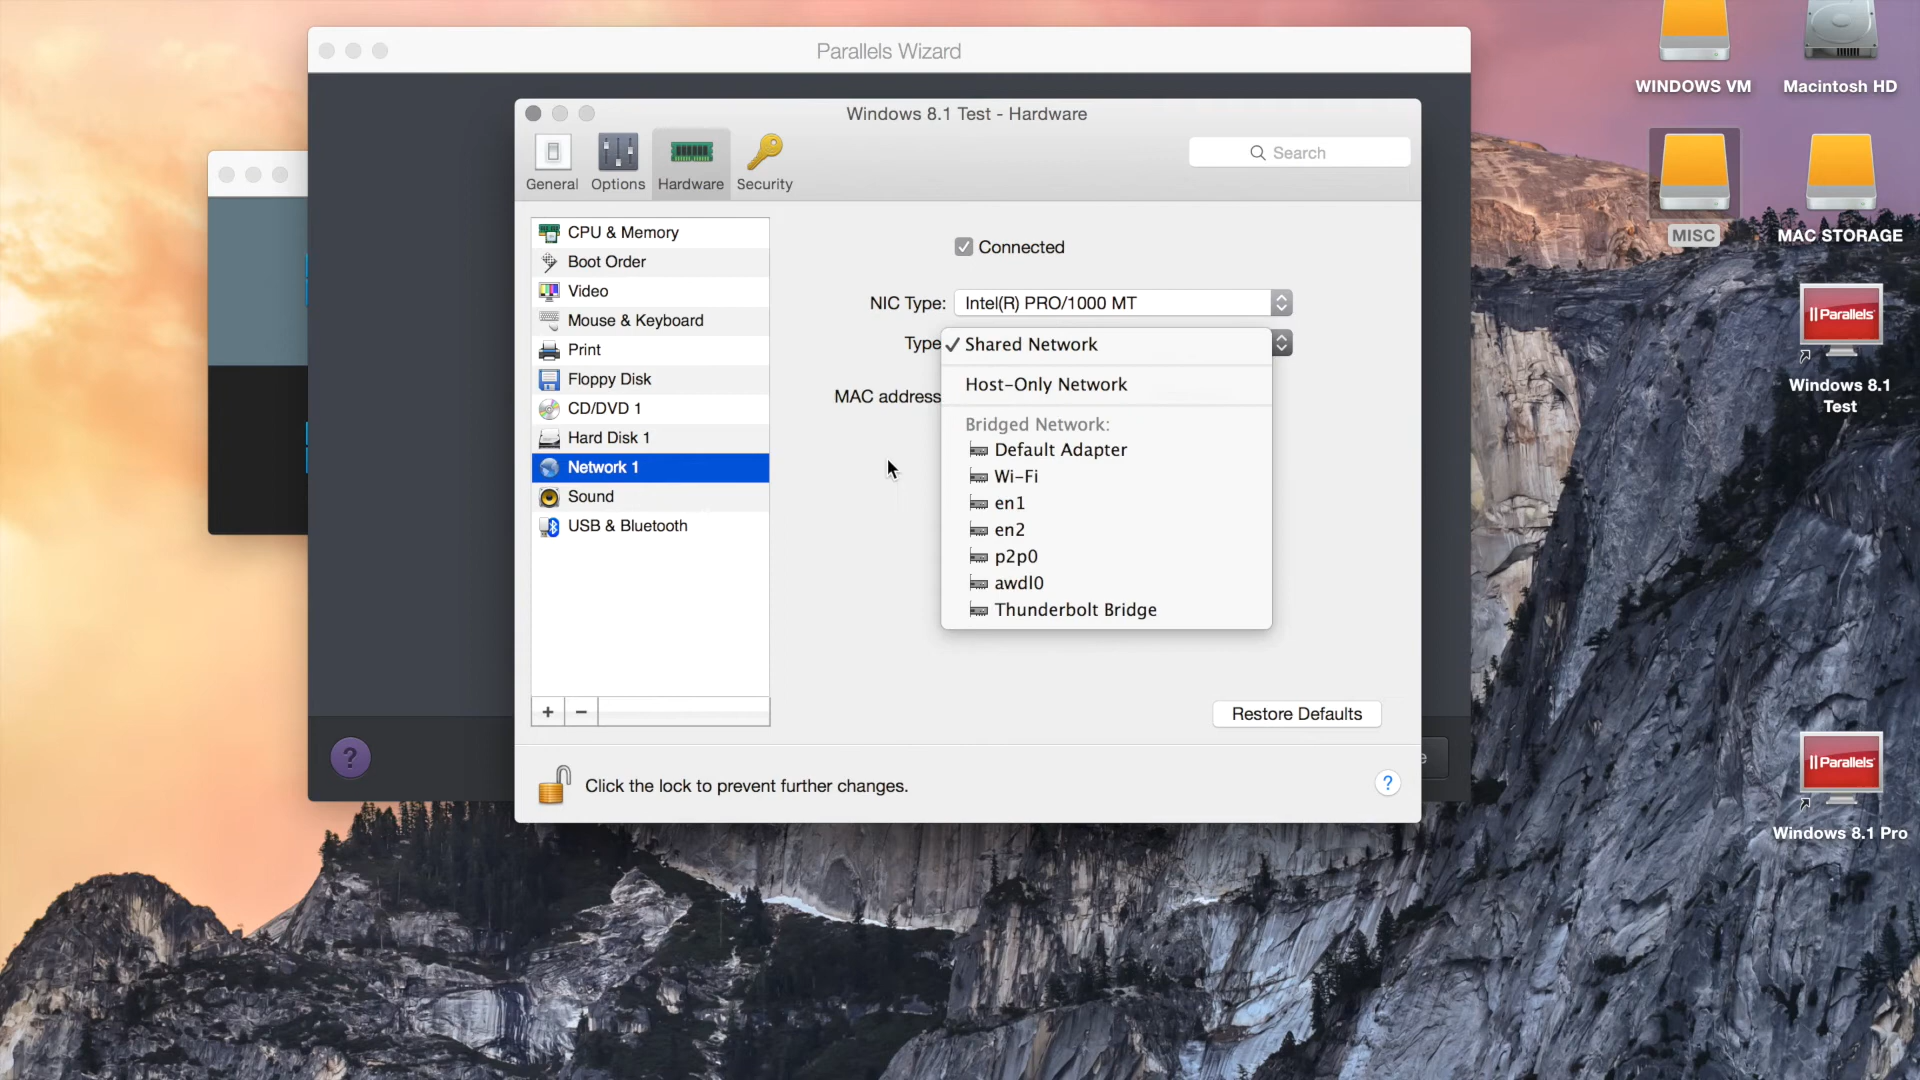 Parallels Wizard
Windows 8.1 Test - Hardware
General
Options
Hardware
Security
Search
CPU & Memory
Boot Order
Video
Mouse & Keyboard
Print
Floppy Disk
CD/DVD 1
Hard Disk 1
Network 1
Sound
USB & Bluetooth
+
−
Connected
NIC Type: Intel(R) PRO/1000 MT
Type
✓ Shared Network
Host-Only Network
MAC address
Bridged Network:
Default Adapter
Wi-Fi
en1
en2
p2p0
awdl0
Thunderbolt Bridge
Restore Defaults
Click the lock to prevent further changes.
?
?
WINDOWS VM
Macintosh HD
MISC
MAC STORAGE
Parallels
Windows 8.1
Test
Parallels
Windows 8.1 Pro